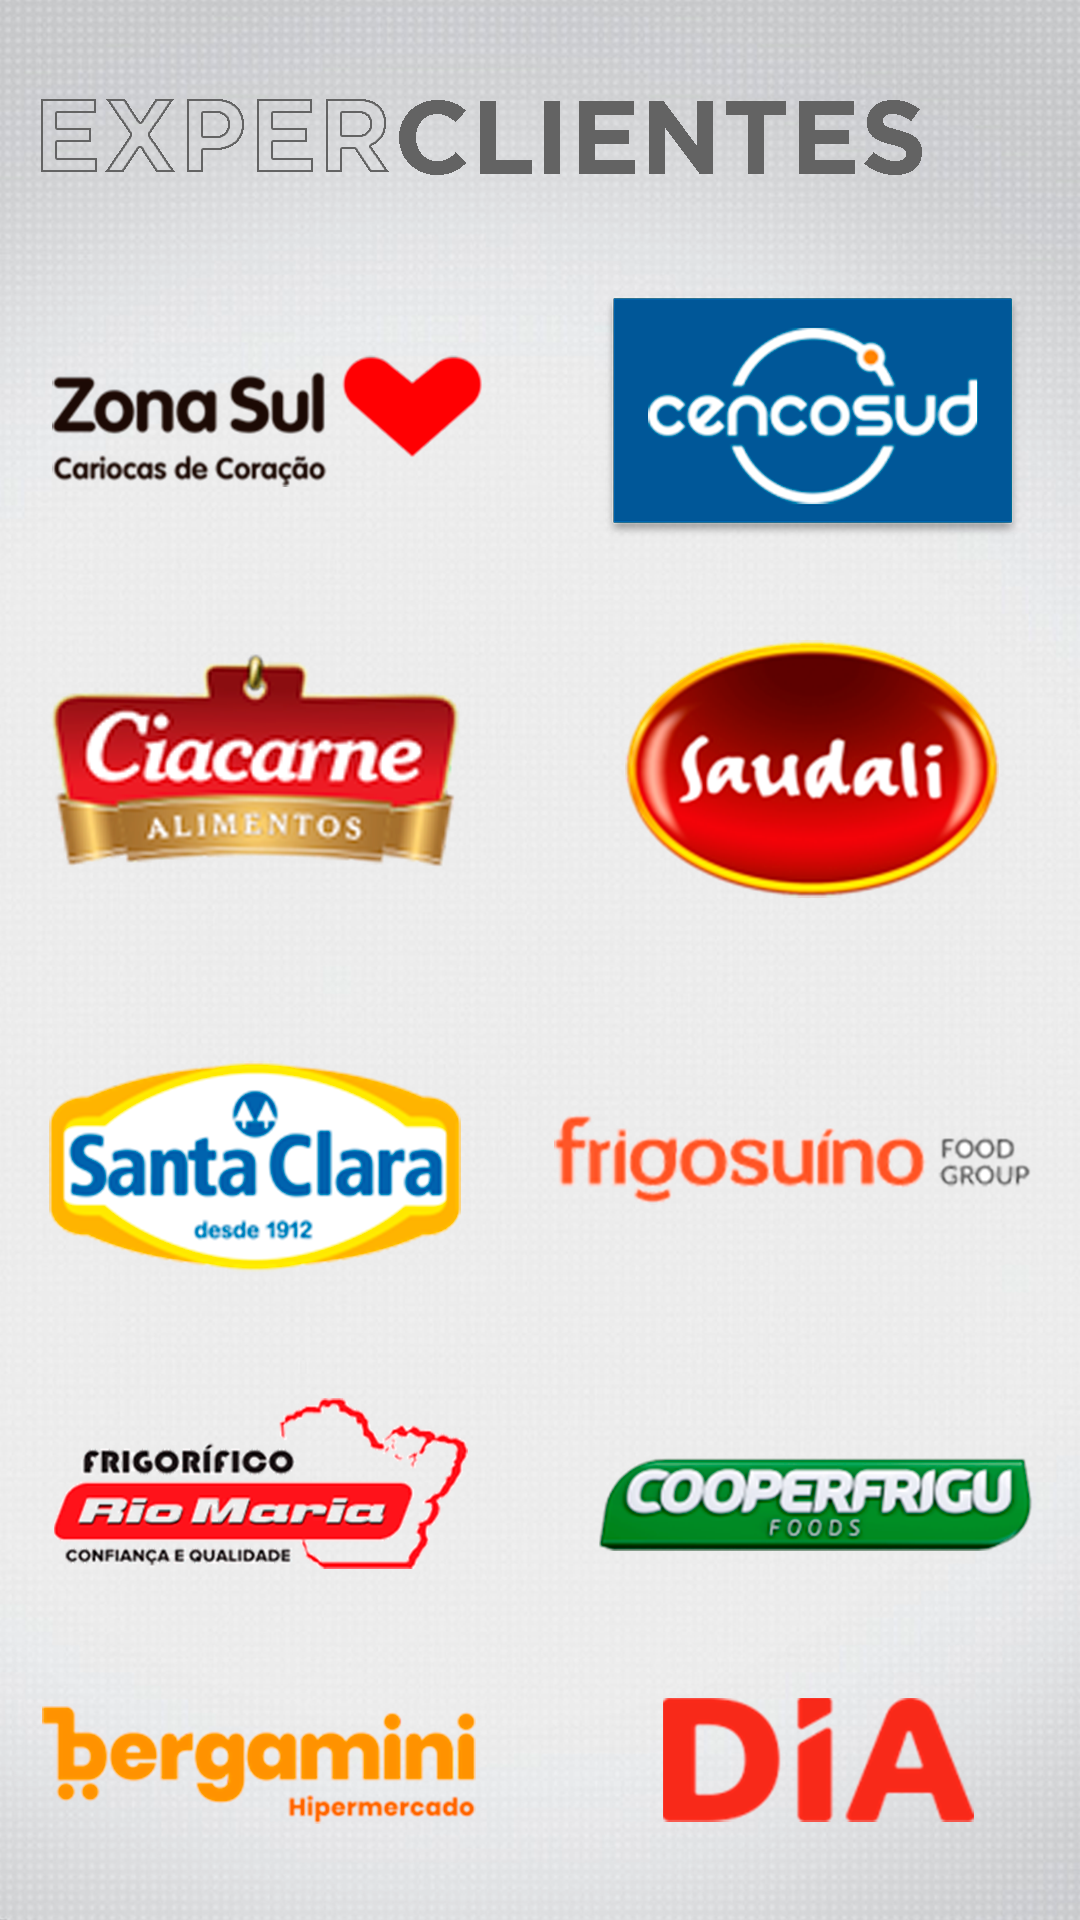 EXPERCLIENTES
Zona Sul
Cariocas de Coração
cencosud
Ciacarne
ALIMENTOS
Saudali
Santa Clara
desde 1912
frigosuíno FOOD
GROUP
FRIGORÍFICO
Rio Maria
CONFIANÇA E QUALIDADE
COOPERFRIGU
FOODS
bergamini
Hipermercado
DíA